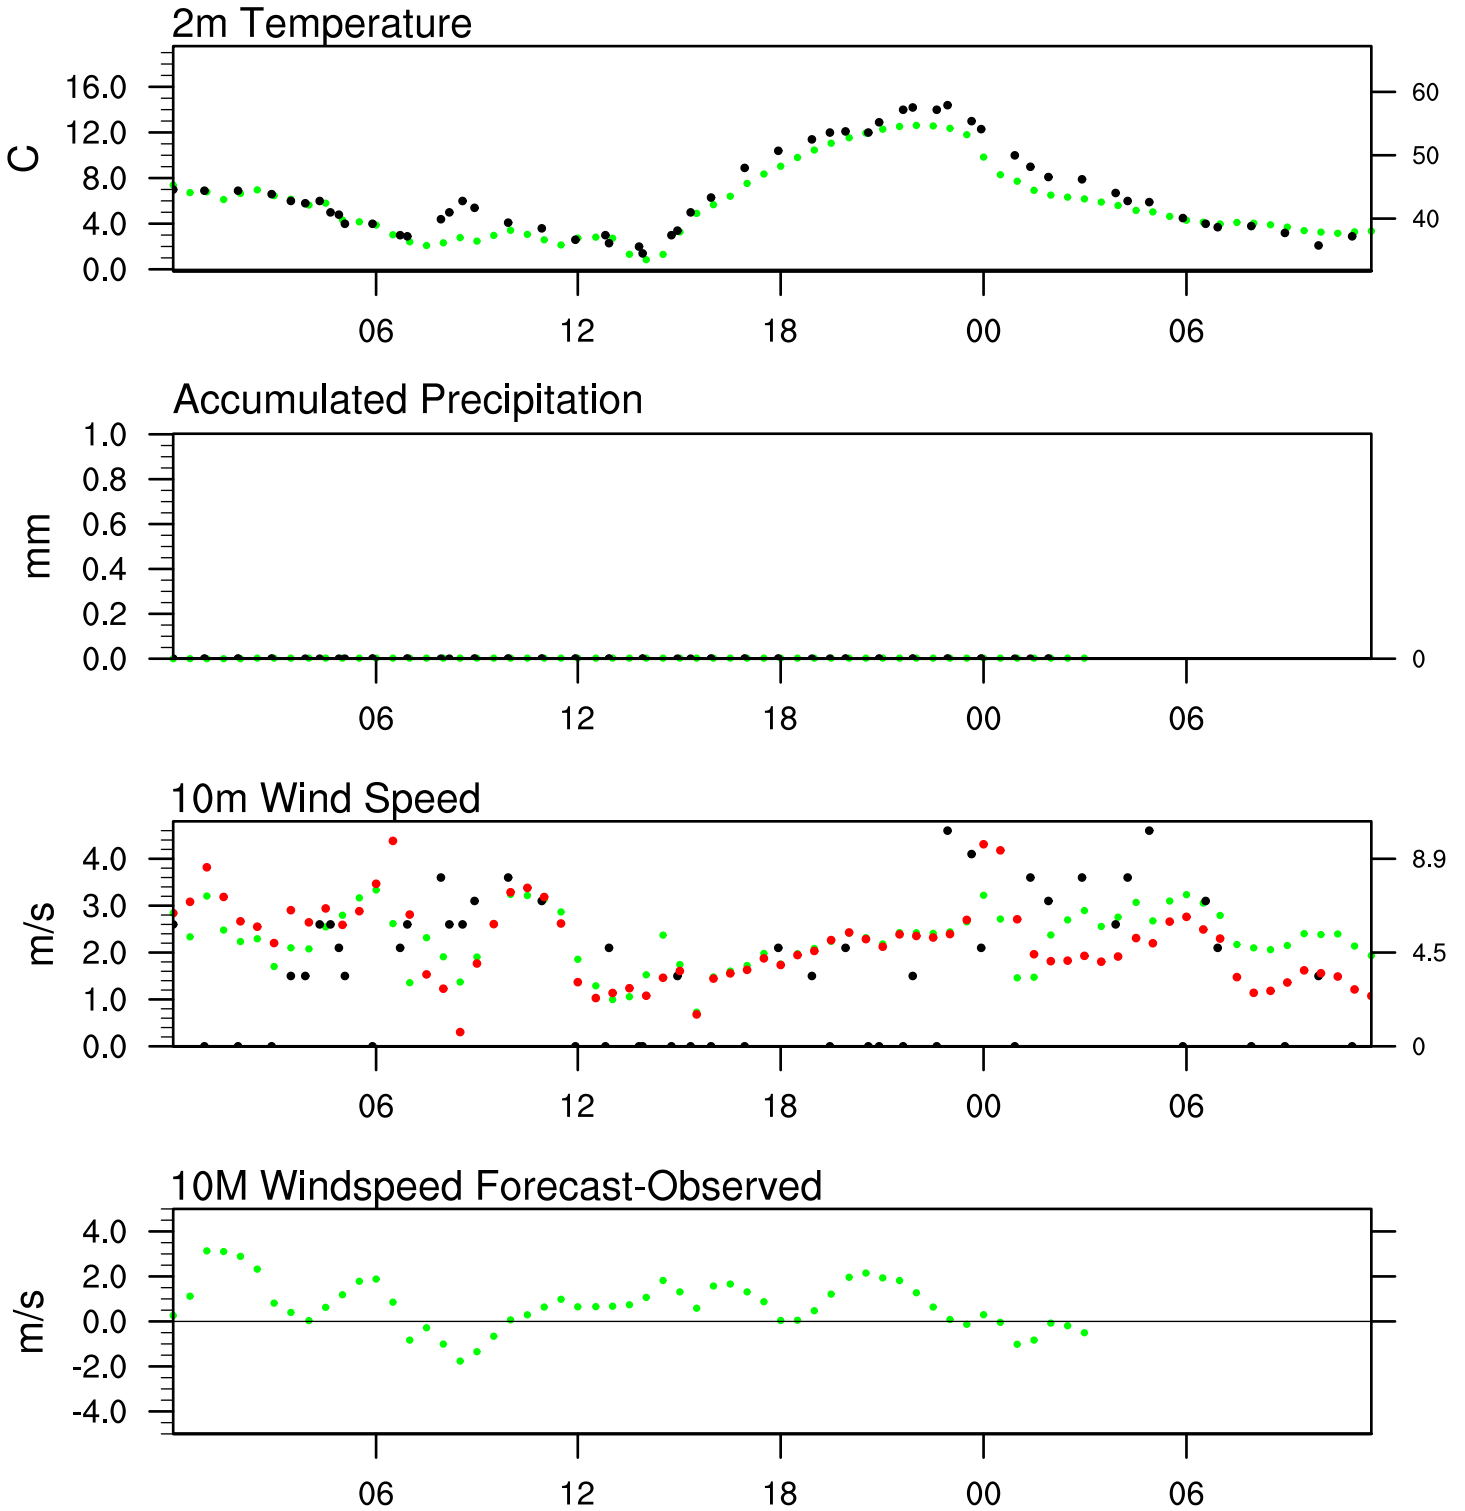 2m Temperature
16.0
12.0
8.0
4.0
0.0
C
60
50
40
06 12 18 00 06
Accumulated Precipitation
1.0
0.8
0.6
0.4
0.2
0.0
mm
0
06 12 18 00 06
10m Wind Speed
4.0
3.0
2.0
1.0
0.0
m/s
8.9
4.5
0
06 12 18 00 06
10M Windspeed Forecast-Observed
4.0
2.0
0.0
-2.0
-4.0
m/s
06 12 18 00 06